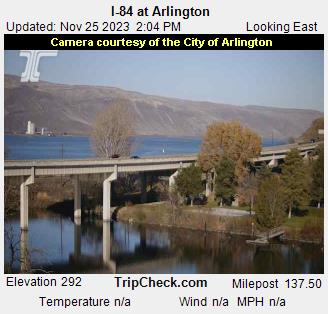 I-84 at Arlington
Updated: Nov 25 2023 2:04 PM Looking East
Camera courtesy of the City of Arlington
Elevation 292 TripCheck.com Milepost 137.50
Temperature n/a Wind n/a MPH n/a